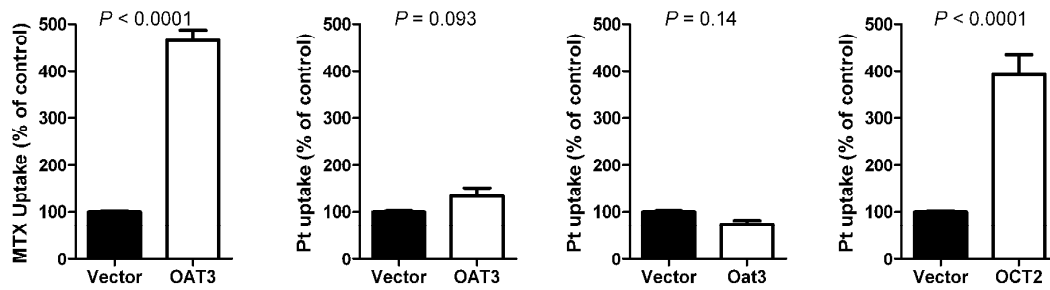 P < 0.0001
MTX Uptake (% of control)
500
400
300
200
100
0
Vector OAT3
P = 0.093
Pt uptake (% of control)
500
400
300
200
100
0
Vector OAT3
P = 0.14
Pt uptake (% of control)
500
400
300
200
100
0
Vector Oat3
P < 0.0001
Pt uptake (% of control)
500
400
300
200
100
0
Vector OCT2